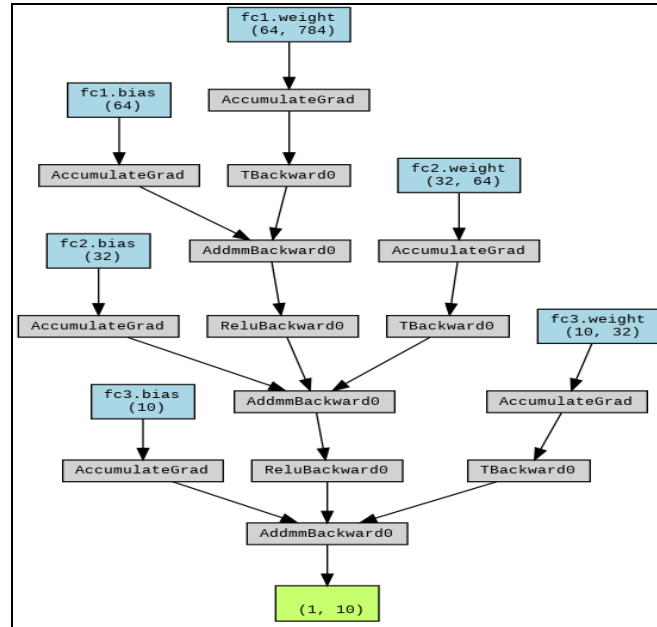 fc1.weight
(64, 784)
fc1.bias
(64)
AccumulateGrad
AccumulateGrad
TBackward0
fc2.weight
(32, 64)
fc2.bias
(32)
AddmmBackward0
AccumulateGrad
AccumulateGrad
ReluBackward0
TBackward0
fc3.weight
(10, 32)
fc3.bias
(10)
AddmmBackward0
AccumulateGrad
AccumulateGrad
ReluBackward0
TBackward0
AddmmBackward0
(1, 10)